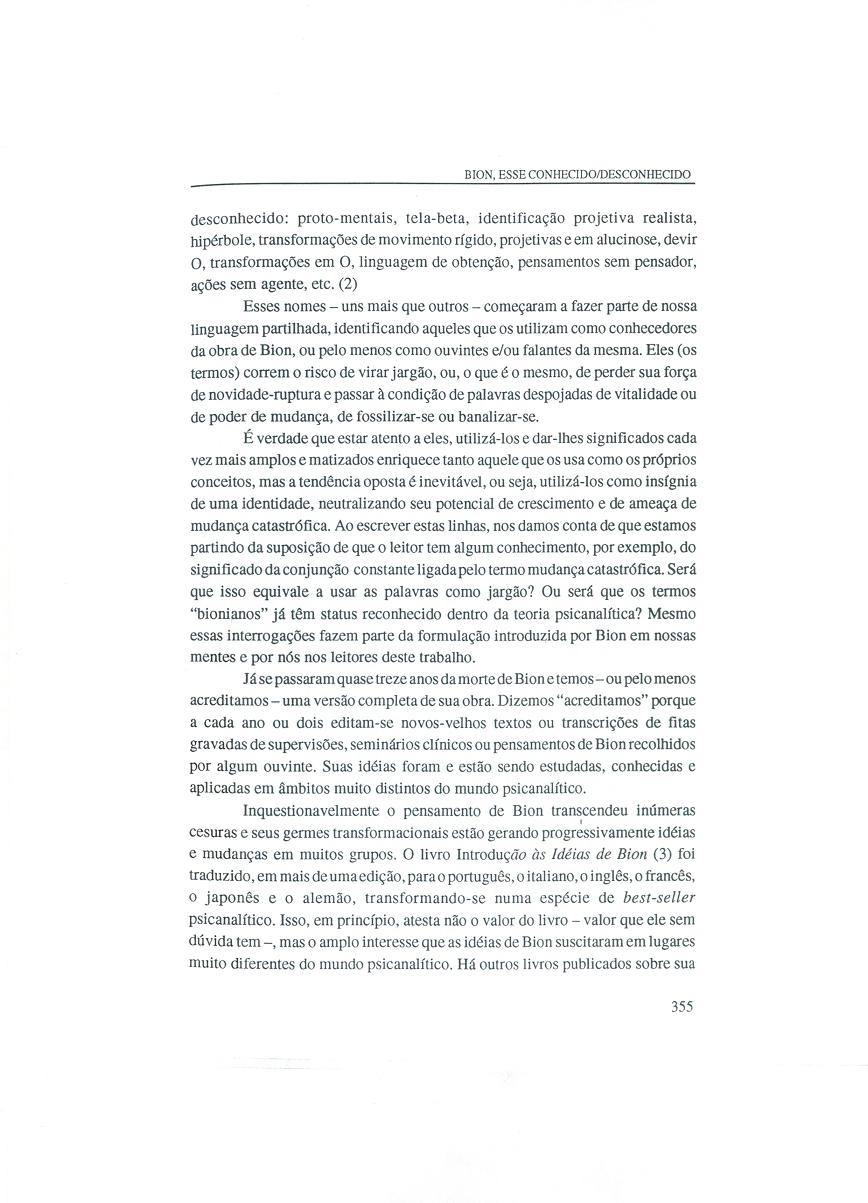 BION, ESSE CONHECIDO/DESCONHECIDO
desconhecido: proto-mentais, tela-beta, identificação projetiva realista,
hipérbole, transformações de movimento rígido, projetivas e em alucinose, devir
O, transformações em O, linguagem de obtenção, pensamentos sem pensador,
ações sem agente, etc. (2)
Esses nomes – uns mais que outros – começaram a fazer parte de nossa
linguagem partilhada, identificando aqueles que os utilizam como conhecedores
da obra de Bion, ou pelo menos como ouvintes e/ou falantes da mesma. Eles (os
termos) correm o risco de virar jargão, ou, o que é o mesmo, de perder sua força
de novidade-ruptura e passar à condição de palavras despojadas de vitalidade ou
de poder de mudança, de fossilizar-se ou banalizar-se.
É verdade que estar atento a eles, utilizá-los e dar-lhes significados cada
vez mais amplos e matizados enriquece tanto aquele que os usa como os próprios
conceitos, mas a tendência oposta é inevitável, ou seja, utilizá-los como insígnia
de uma identidade, neutralizando seu potencial de crescimento e de ameaça de
mudança catastrófica. Ao escrever estas linhas, nos damos conta de que estamos
partindo da suposição de que o leitor tem algum conhecimento, por exemplo, do
significado da conjunção constante ligada pelo termo mudança catastrófica. Será
que isso equivale a usar as palavras como jargão? Ou será que os termos
“bionianos” já têm status reconhecido dentro da teoria psicanalítica? Mesmo
essas interrogações fazem parte da formulação introduzida por Bion em nossas
mentes e por nós nos leitores deste trabalho.
Já se passaram quase treze anos da morte de Bion e temos – ou pelo menos
acreditamos – uma versão completa de sua obra. Dizemos “acreditamos” porque
a cada ano ou dois editam-se novos-velhos textos ou transcrições de fitas
gravadas de supervisões, seminários clínicos ou pensamentos de Bion recolhidos
por algum ouvinte. Suas idéias foram e estão sendo estudadas, conhecidas e
aplicadas em âmbitos muito distintos do mundo psicanalítico.
Inquestionavelmente o pensamento de Bion transcendeu inúmeras
cesuras e seus germes transformacionais estão gerando progressivamente idéias
e mudanças em muitos grupos. O livro Introdução às Idéias de Bion (3) foi
traduzido, em mais de uma edição, para o português, o italiano, o inglês, o francês,
o japonês e o alemão, transformando-se numa espécie de best-seller
psicanalítico. Isso, em princípio, atesta não o valor do livro – valor que ele sem
dúvida tem –, mas o amplo interesse que as idéias de Bion suscitaram em lugares
muito diferentes do mundo psicanalítico. Há outros livros publicados sobre sua
355